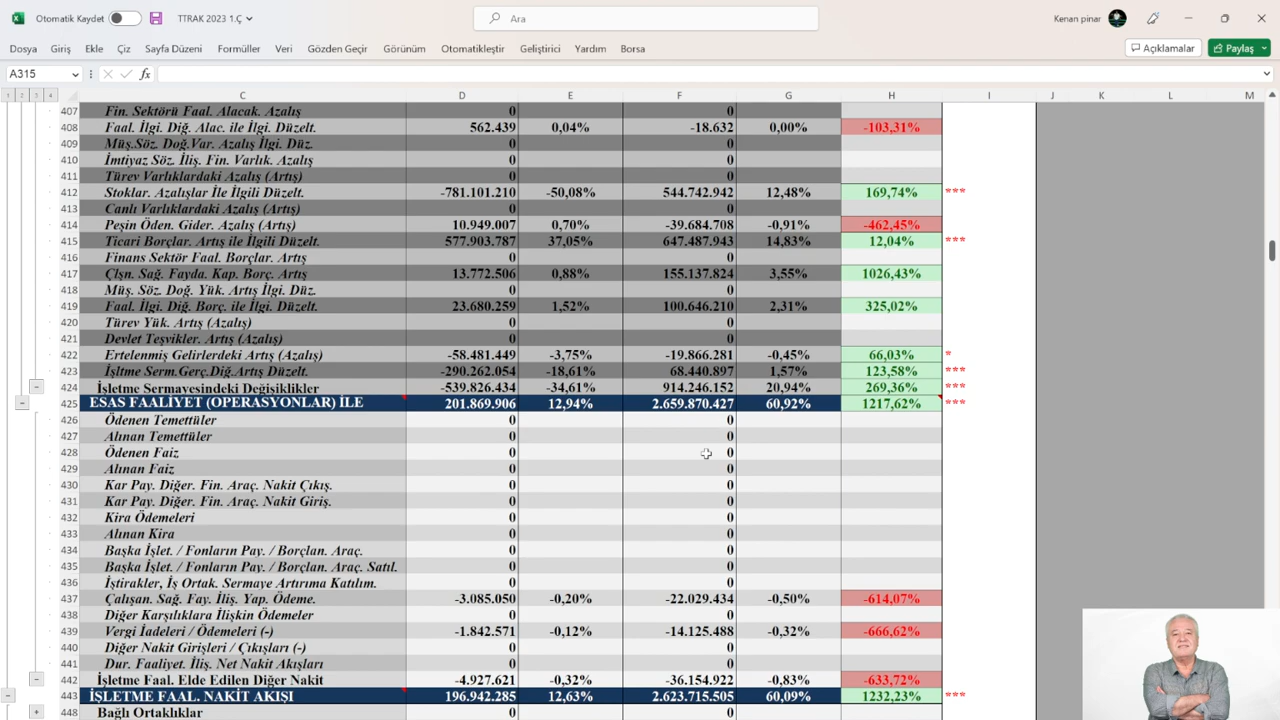 Otomatik Kaydet TTRAK 2023 1.Ç Ara Kenan pinar
Dosya Giriş Ekle Çiz Sayfa Düzeni Formüller Veri Gözden Geçir Görünüm Otomatikleştir Geliştirici Yardım Borsa Açıklamalar Paylaş
A315 fx
1 2 3 4 C D E F G H I J K L M
407 Fin. Sektörü Faal. Alacak. Azalış 0 0
408 Faal. İlgi. Diğ. Alac. ile İlgi. Düzelt. 562.439 0,04% -18.632 0,00% -103,31%
409 Müş.Söz. Doğ.Var. Azalış İlgi. Düz. 0 0
410 İmtiyaz Söz. İliş. Fin. Varlık. Azalış 0 0
411 Türev Varlıklardaki Azalış (Artış) 0 0
412 Stoklar. Azalışlar İle İlgili Düzelt. -781.101.210 -50,08% 544.742.942 12,48% 169,74% ***
413 Canlı Varlıklardaki Azalış (Artış) 0 0
414 Peşin Öden. Gider. Azalış (Artış) 10.949.007 0,70% -39.684.708 -0,91% -462,45%
415 Ticari Borçlar. Artış ile İlgili Düzelt. 577.903.787 37,05% 647.487.943 14,83% 12,04% ***
416 Finans Sektör Faal. Borçlar. Artış 0 0
417 Çlşn. Sağ. Fayda. Kap. Borç. Artış 13.772.506 0,88% 155.137.824 3,55% 1026,43%
418 Müş. Söz. Doğ. Yük. Artış İlgi. Düz. 0 0
419 Faal. İlgi. Diğ. Borç. ile İlgi. Düzelt. 23.680.259 1,52% 100.646.210 2,31% 325,02%
420 Türev Yük. Artış (Azalış) 0 0
421 Devlet Teşvikler. Artış (Azalış) 0 0
422 Ertelenmiş Gelirlerdeki Artış (Azalış) -58.481.449 -3,75% -19.866.281 -0,45% 66,03% *
423 İşltme Serm.Gerç.Diğ.Artış Düzelt. -290.262.054 -18,61% 68.440.897 1,57% 123,58% ***
424 İşletme Sermayesindeki Değişiklikler -539.826.434 -34,61% 914.246.152 20,94% 269,36% ***
425 ESAS FAALİYET (OPERASYONLAR) İLE 201.869.906 12,94% 2.659.870.427 60,92% 1217,62% ***
426 Ödenen Temettüler 0 0
427 Alınan Temettüler 0 0
428 Ödenen Faiz 0 0
429 Alınan Faiz 0 0
430 Kar Pay. Diğer. Fin. Araç. Nakit Çıkış. 0 0
431 Kar Pay. Diğer. Fin. Araç. Nakit Giriş. 0 0
432 Kira Ödemeleri 0 0
433 Alınan Kira 0 0
434 Başka İşlet. / Fonların Pay. / Borçlan. Araç. 0 0
435 Başka İşlet. / Fonların Pay. / Borçlan. Araç. Satıl. 0 0
436 İştirakler, İş Ortak. Sermaye Artırıma Katılım. 0 0
437 Çalışan. Sağ. Fay. İliş. Yap. Ödeme. -3.085.050 -0,20% -22.029.434 -0,50% -614,07%
438 Diğer Karşılıklara İlişkin Ödemeler 0 0
439 Vergi İadeleri / Ödemeleri (-) -1.842.571 -0,12% -14.125.488 -0,32% -666,62%
440 Diğer Nakit Girişleri / Çıkışları (-) 0 0
441 Dur. Faaliyet. İliş. Net Nakit Akışları 0 0
442 İşletme Faal. Elde Edilen Diğer Nakit -4.927.621 -0,32% -36.154.922 -0,83% -633,72%
443 İŞLETME FAAL. NAKİT AKIŞI 196.942.285 12,63% 2.623.715.505 60,09% 1232,23% ***
448 Bağlı Ortaklıklar 0 0